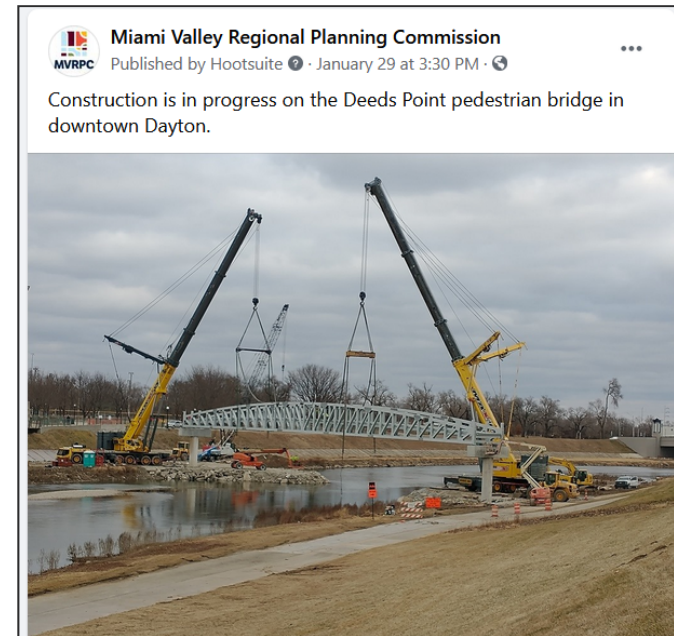 MVRPC
Miami Valley Regional Planning Commission
Published by Hootsuite · January 29 at 3:30 PM ·
Construction is in progress on the Deeds Point pedestrian bridge in
downtown Dayton.